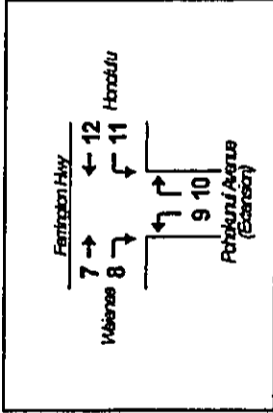 Farrington Hwy
7 12
Waianae Honolulu
8 11
9 10
Pohakunui Avenue
(Extension)